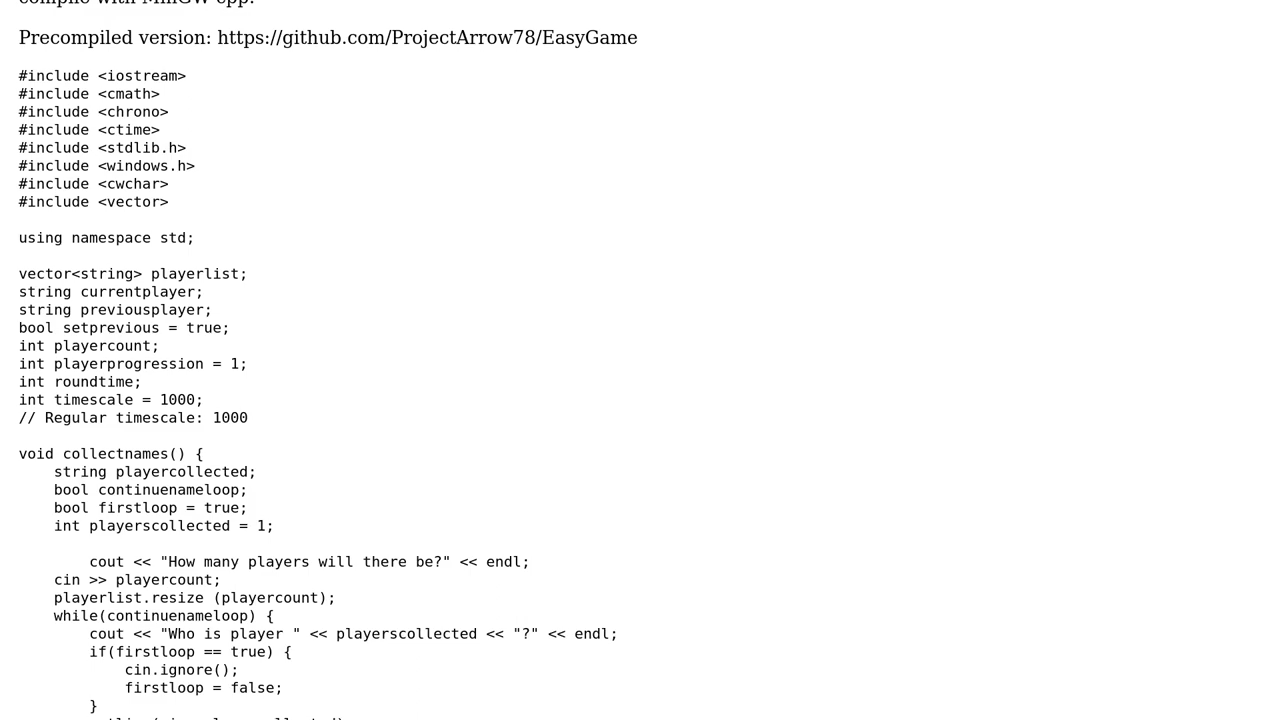 compile with MinGW cpp.
Precompiled version: https://github.com/ProjectArrow78/EasyGame
#include <iostream>
#include <cmath>
#include <chrono>
#include <ctime>
#include <stdlib.h>
#include <windows.h>
#include <cwchar>
#include <vector>
using namespace std;
vector<string> playerlist;
string currentplayer;
string previousplayer;
bool setprevious = true;
int playercount;
int playerprogression = 1;
int roundtime;
int timescale = 1000;
// Regular timescale: 1000
void collectnames() {
    string playercollected;
    bool continuenameloop;
    bool firstloop = true;
    int playerscollected = 1;
        cout << "How many players will there be?" << endl;
    cin >> playercount;
    playerlist.resize (playercount);
    while(continuenameloop) {
        cout << "Who is player " << playerscollected << "?" << endl;
        if(firstloop == true) {
            cin.ignore();
            firstloop = false;
        }